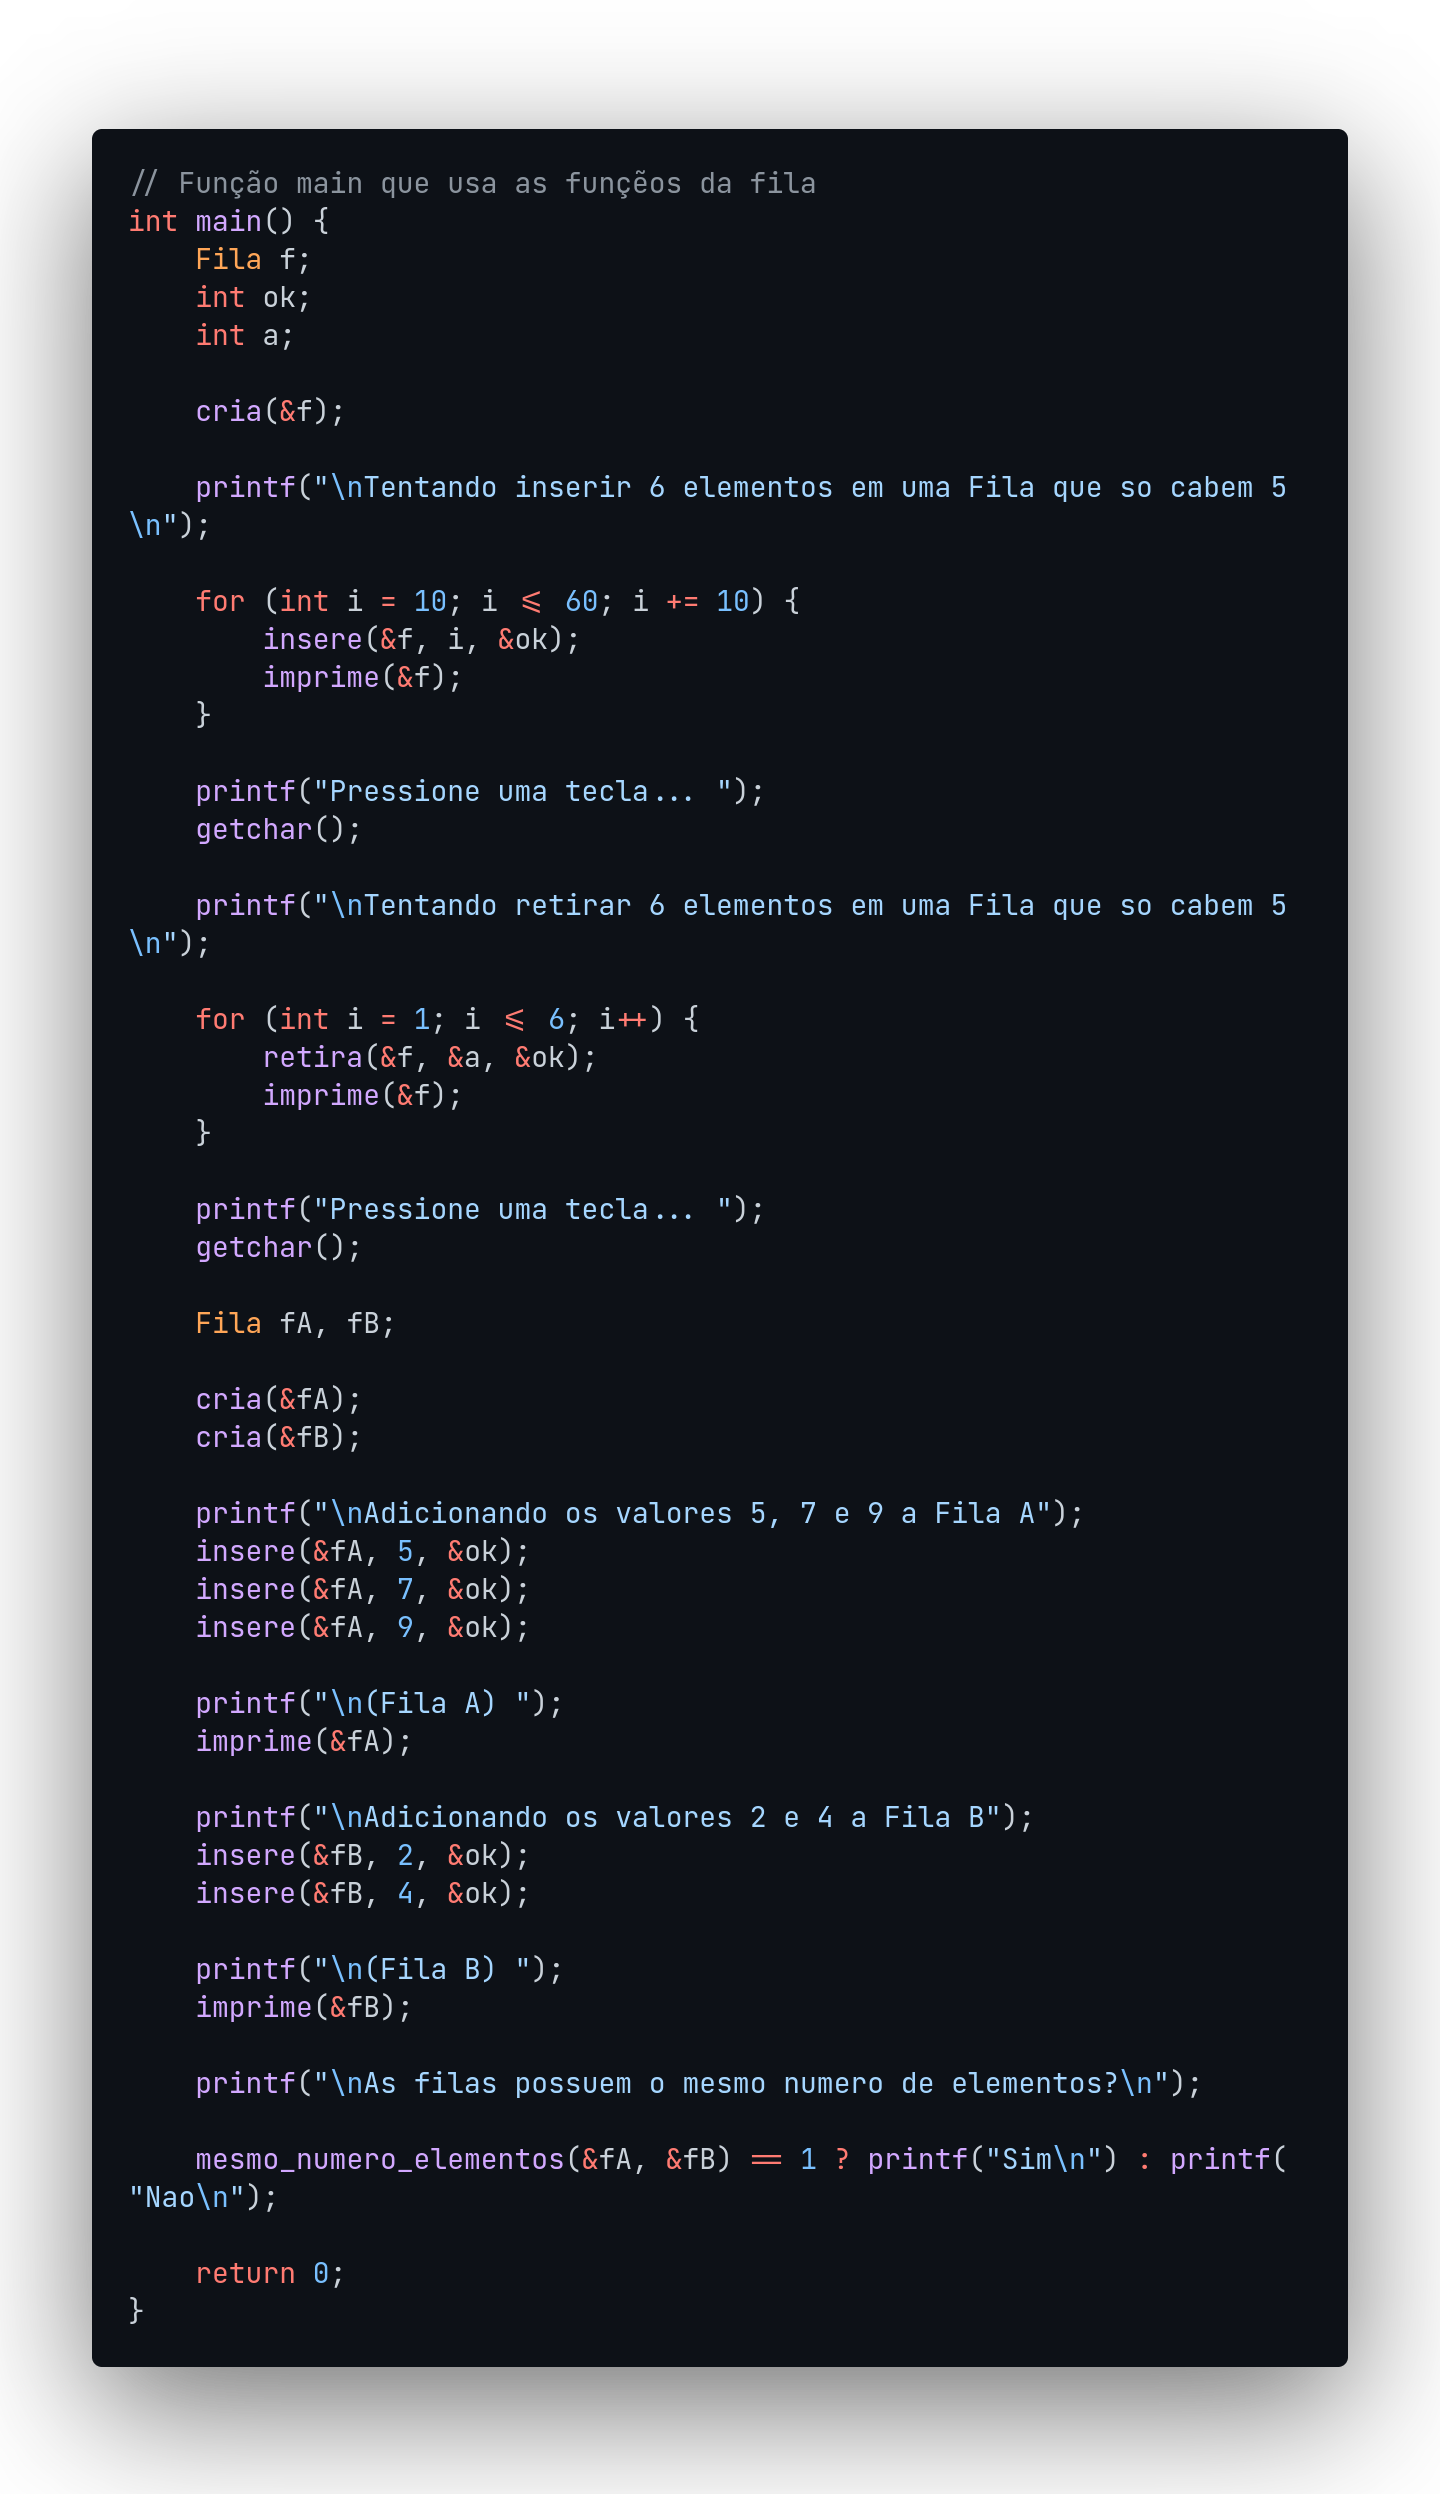 // Função main que usa as funçẽos da fila
int main() {
    Fila f;
    int ok;
    int a;

    cria(&f);

    printf("\nTentando inserir 6 elementos em uma Fila que so cabem 5
\n");

    for (int i = 10; i <= 60; i += 10) {
        insere(&f, i, &ok);
        imprime(&f);
    }

    printf("Pressione uma tecla... ");
    getchar();

    printf("\nTentando retirar 6 elementos em uma Fila que so cabem 5
\n");

    for (int i = 1; i <= 6; i++) {
        retira(&f, &a, &ok);
        imprime(&f);
    }

    printf("Pressione uma tecla... ");
    getchar();

    Fila fA, fB;

    cria(&fA);
    cria(&fB);

    printf("\nAdicionando os valores 5, 7 e 9 a Fila A");
    insere(&fA, 5, &ok);
    insere(&fA, 7, &ok);
    insere(&fA, 9, &ok);

    printf("\n(Fila A) ");
    imprime(&fA);

    printf("\nAdicionando os valores 2 e 4 a Fila B");
    insere(&fB, 2, &ok);
    insere(&fB, 4, &ok);

    printf("\n(Fila B) ");
    imprime(&fB);

    printf("\nAs filas possuem o mesmo numero de elementos?\n");

    mesmo_numero_elementos(&fA, &fB) == 1 ? printf("Sim\n") : printf(
"Nao\n");

    return 0;
}